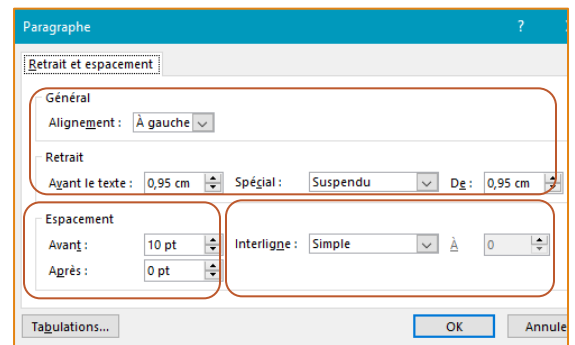 Paragraphe ?
Retrait et espacement
Général
Alignement : À gauche
Retrait
Avant le texte : 0,95 cm Spécial : Suspendu De : 0,95 cm
Espacement
Avant : 10 pt Interligne : Simple À 0
Après : 0 pt
Tabulations... OK Annule